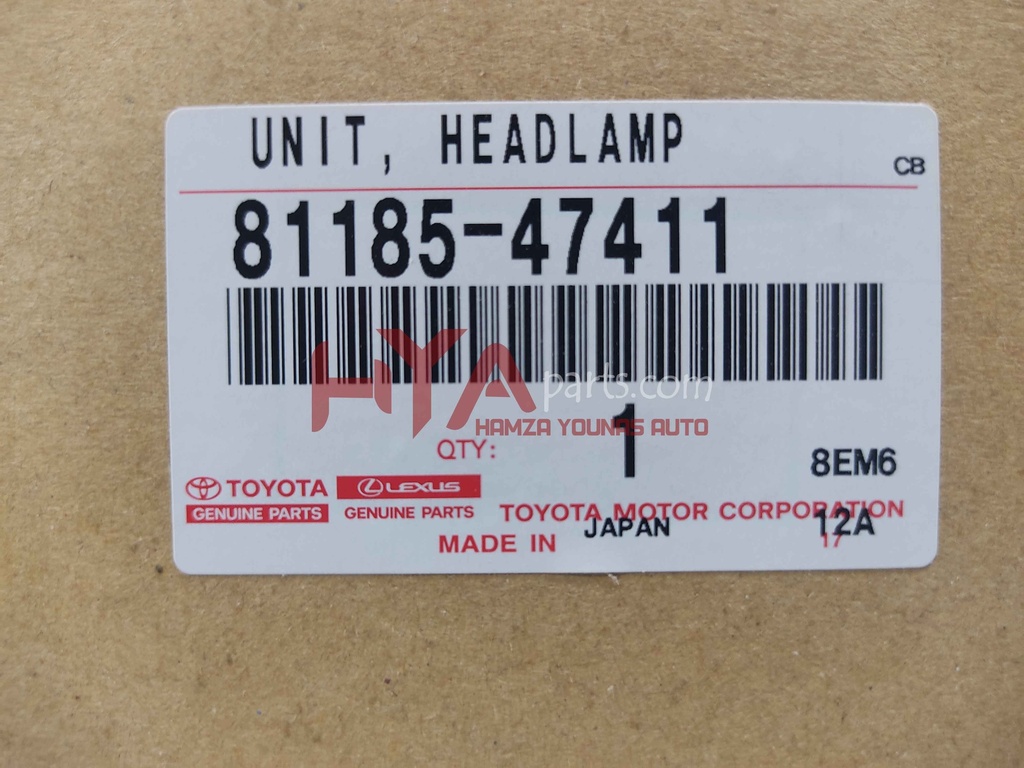 UNIT, HEADLAMP
CB
81185-47411
HYA parts.com
HAMZA YOUNAS AUTO
QTY: 1
8EM6
TOYOTA LEXUS
GENUINE PARTS GENUINE PARTS
TOYOTA MOTOR CORPORATION
MADE IN JAPAN
12A
17